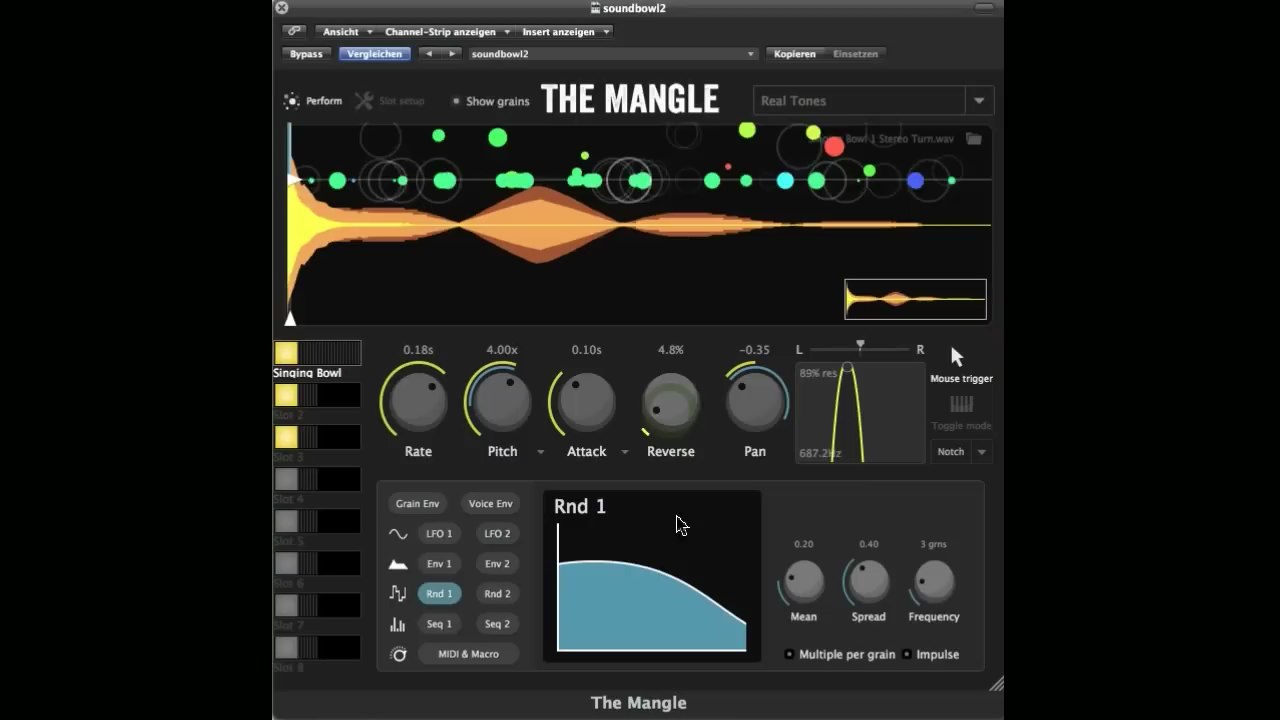 soundbowl2
Ansicht Channel-Strip anzeigen Insert anzeigen
Bypass Vergleichen soundbowl2 Kopieren Einsetzen
Perform Slot setup Show grains THE MANGLE Real Tones
Bowl 1 Stereo Turn.wav
0.18s 4.00x 0.10s 4.8% -0.35 L R
Singing Bowl
89% res
Mouse trigger
Slot 2
Toggle mode
Slot 3
687.2Hz
Rate Pitch Attack Reverse Pan Notch
Slot 4
Grain Env Voice Env Rnd 1
LFO 1 LFO 2
Slot 5
0.20 0.40 3 grns
Env 1 Env 2
Slot 6
Rnd 1 Rnd 2
Mean Spread Frequency
Slot 7
Seq 1 Seq 2
MIDI & Macro Multiple per grain Impulse
Slot 8
The Mangle